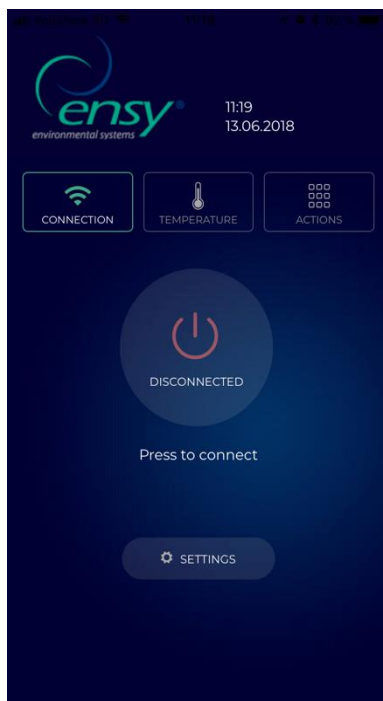 ensy®
environmental systems
11:19
13.06.2018
CONNECTION
TEMPERATURE
ACTIONS
DISCONNECTED
Press to connect
SETTINGS